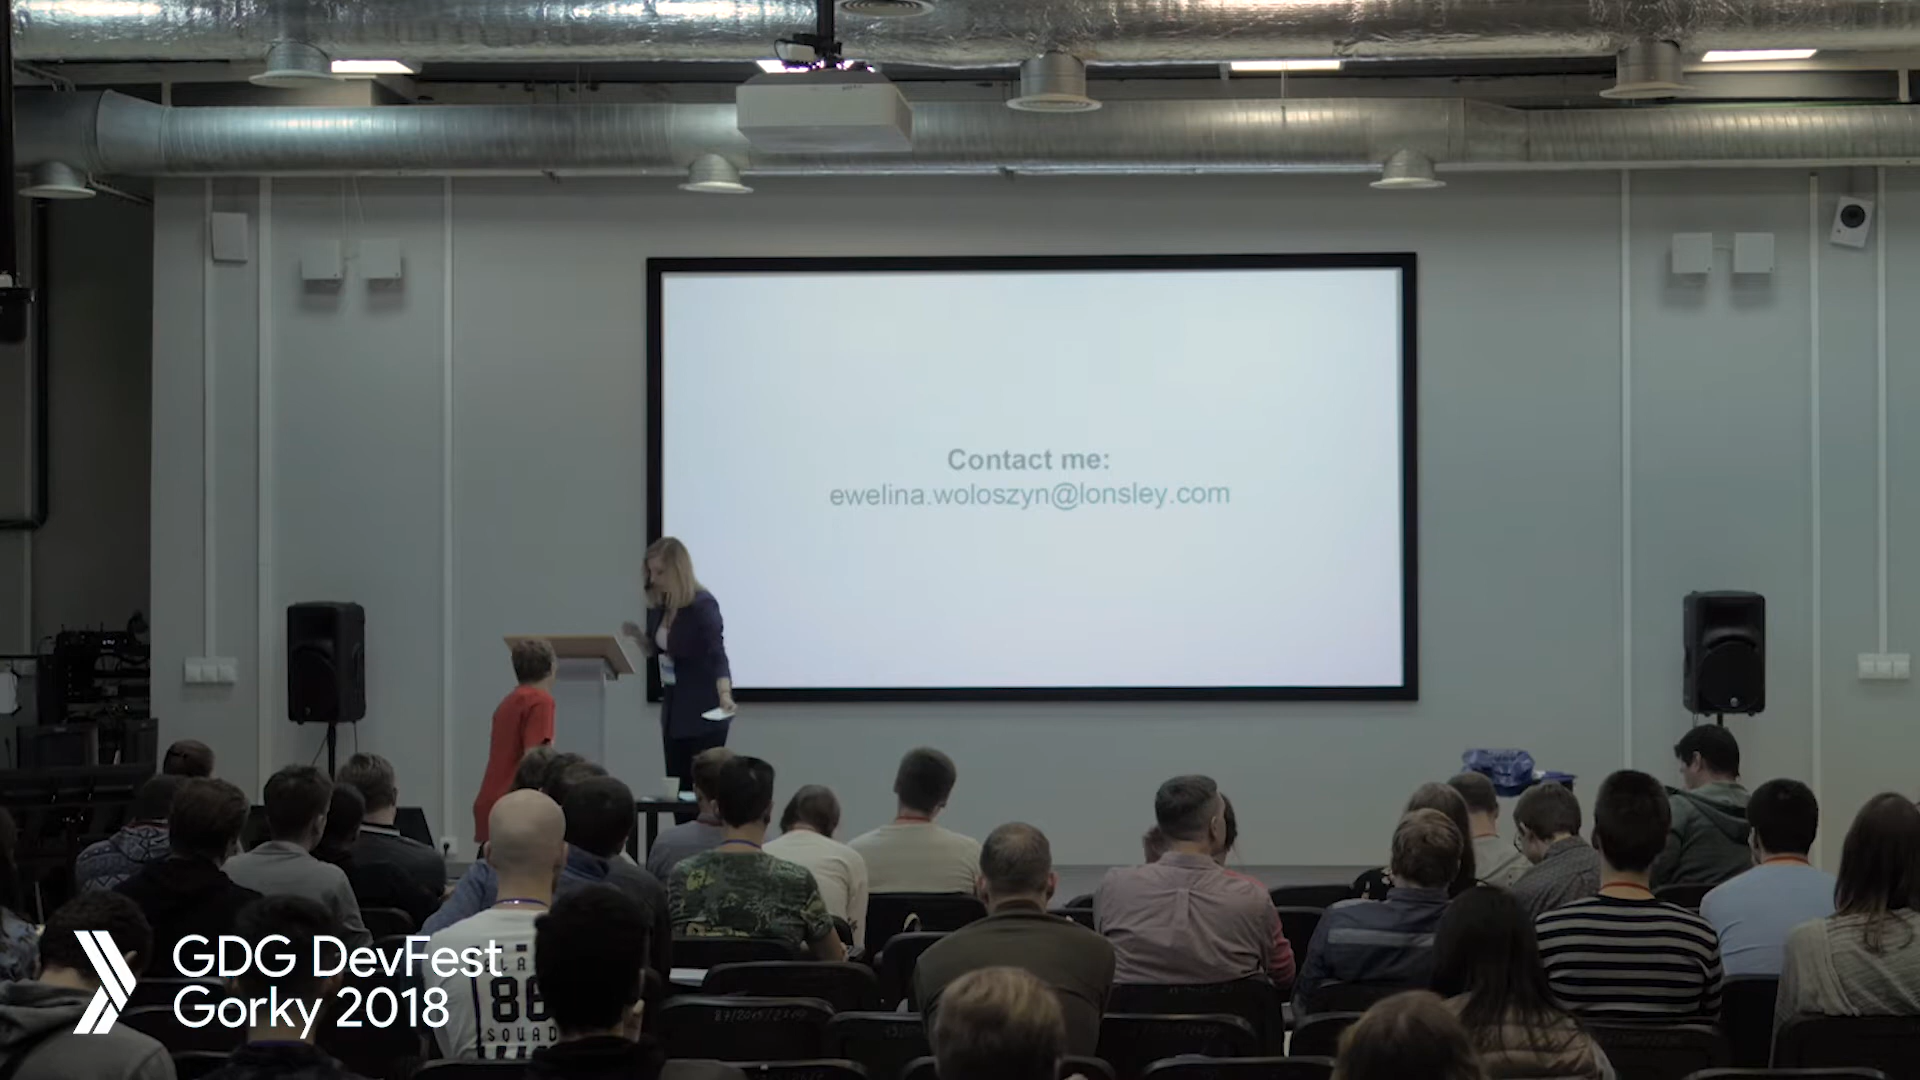 Contact me:
ewelina.woloszyn@lonsley.com
GDG DevFest
Gorky 2018
88
SQUAD